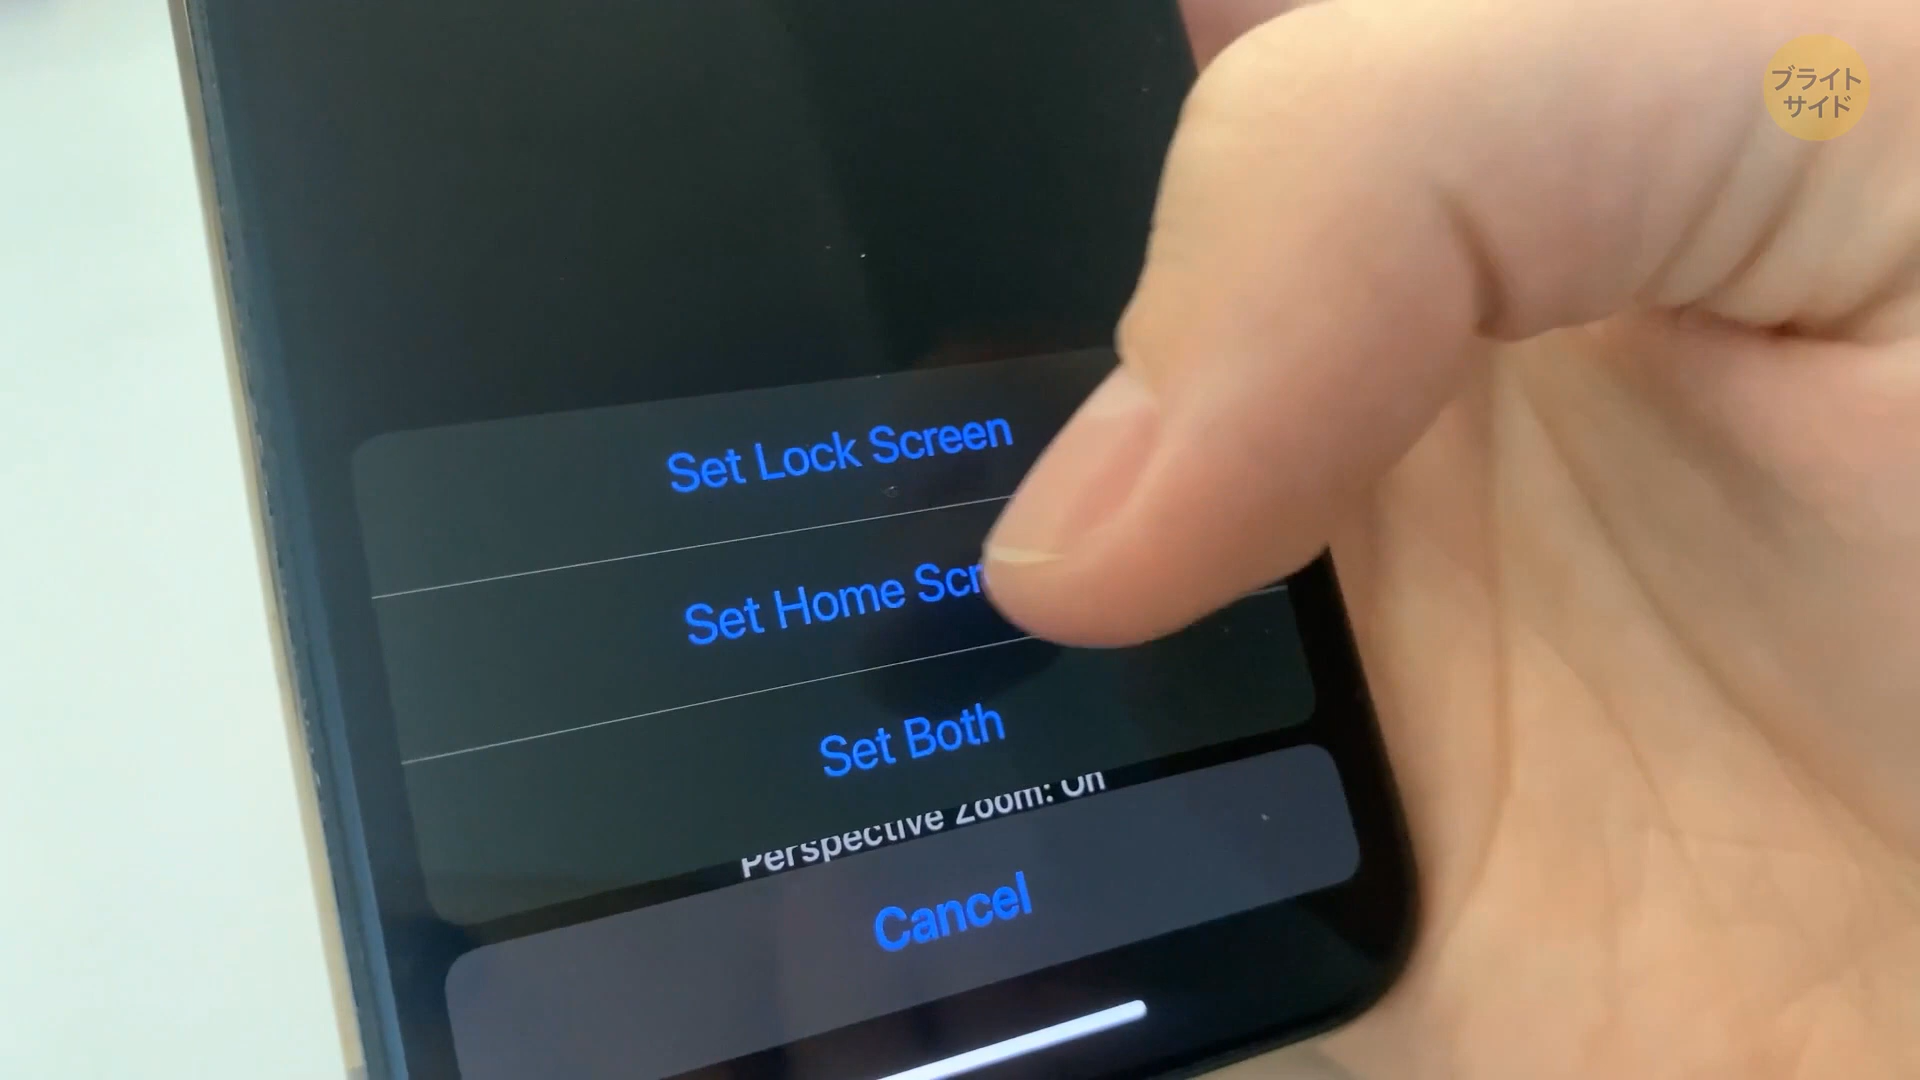 ブライト
サイド
Set Lock Screen
Set Home Scr
Set Both
Perspective Zoom: On
Cancel